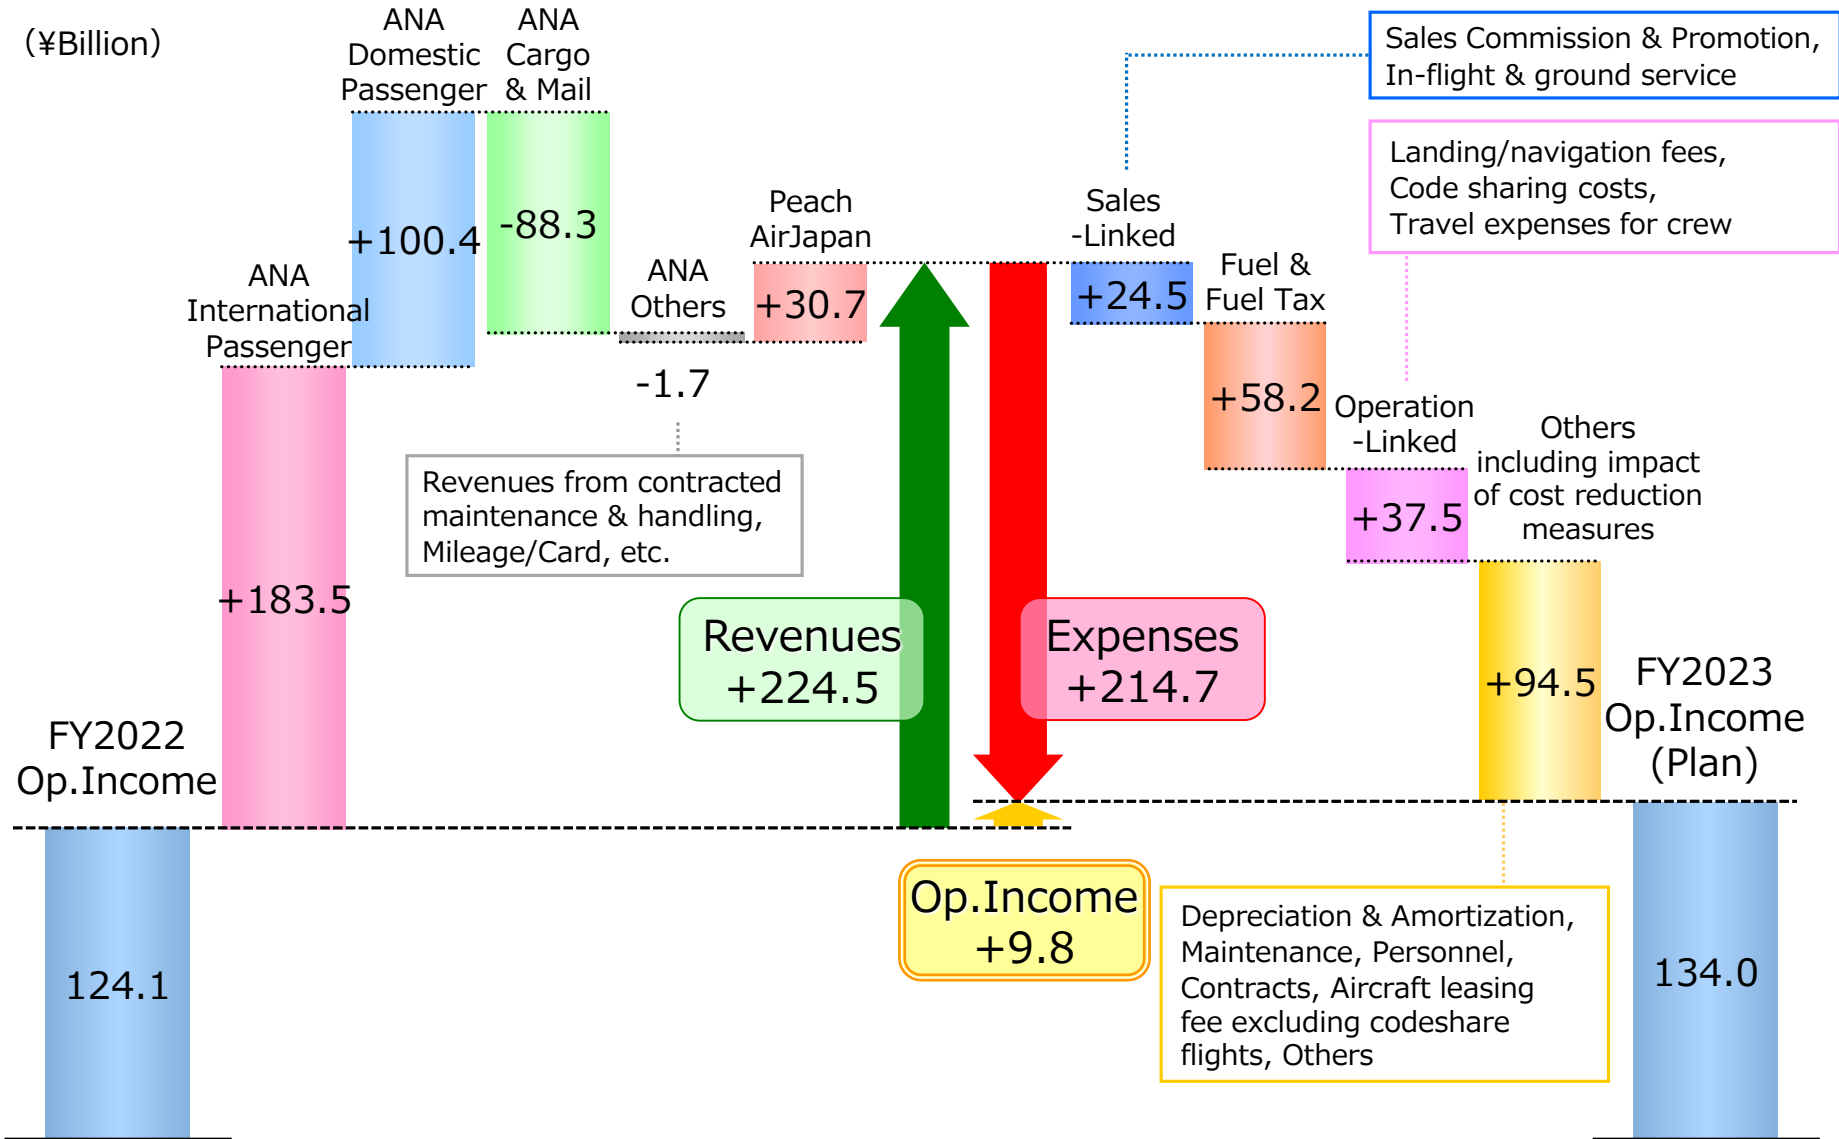 (¥Billion)
ANA
Domestic
Passenger
ANA
Cargo
& Mail
Sales Commission & Promotion,
In-flight & ground service
Landing/navigation fees,
Code sharing costs,
Travel expenses for crew
ANA
International
Passenger
+100.4
-88.3
ANA
Others
Peach
AirJapan
+30.7
Sales
-Linked
+24.5
Fuel &
Fuel Tax
-1.7
+58.2
Operation
-Linked
Others
including impact
of cost reduction
measures
Revenues from contracted
maintenance & handling,
Mileage/Card, etc.
+37.5
+183.5
Revenues
+224.5
Expenses
+214.7
+94.5
FY2022
Op.Income
FY2023
Op.Income
(Plan)
Op.Income
+9.8
Depreciation & Amortization,
Maintenance, Personnel,
Contracts, Aircraft leasing
fee excluding codeshare
flights, Others
124.1
134.0